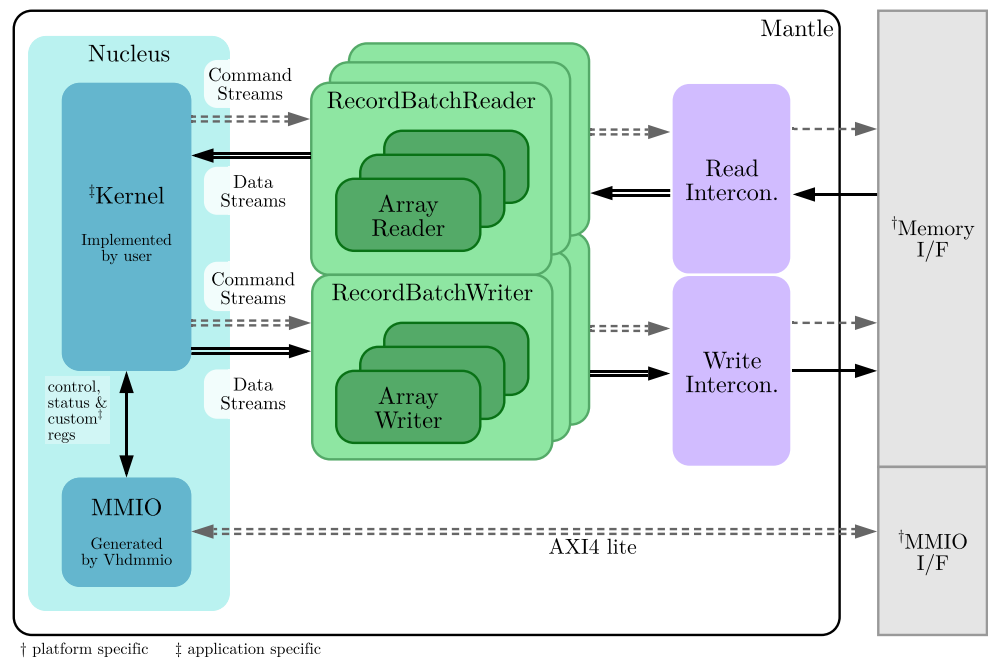 Mantle
Nucleus
Command
Streams
RecordBatchReader
‡Kernel
Implemented
by user
Data
Streams
Array
Reader
Read
Intercon.
†Memory
I/F
Command
Streams
RecordBatchWriter
Data
Streams
Array
Writer
Write
Intercon.
control,
status &
custom‡
regs
MMIO
Generated
by Vhdmmio
AXI4 lite
†MMIO
I/F
† platform specific ‡ application specific